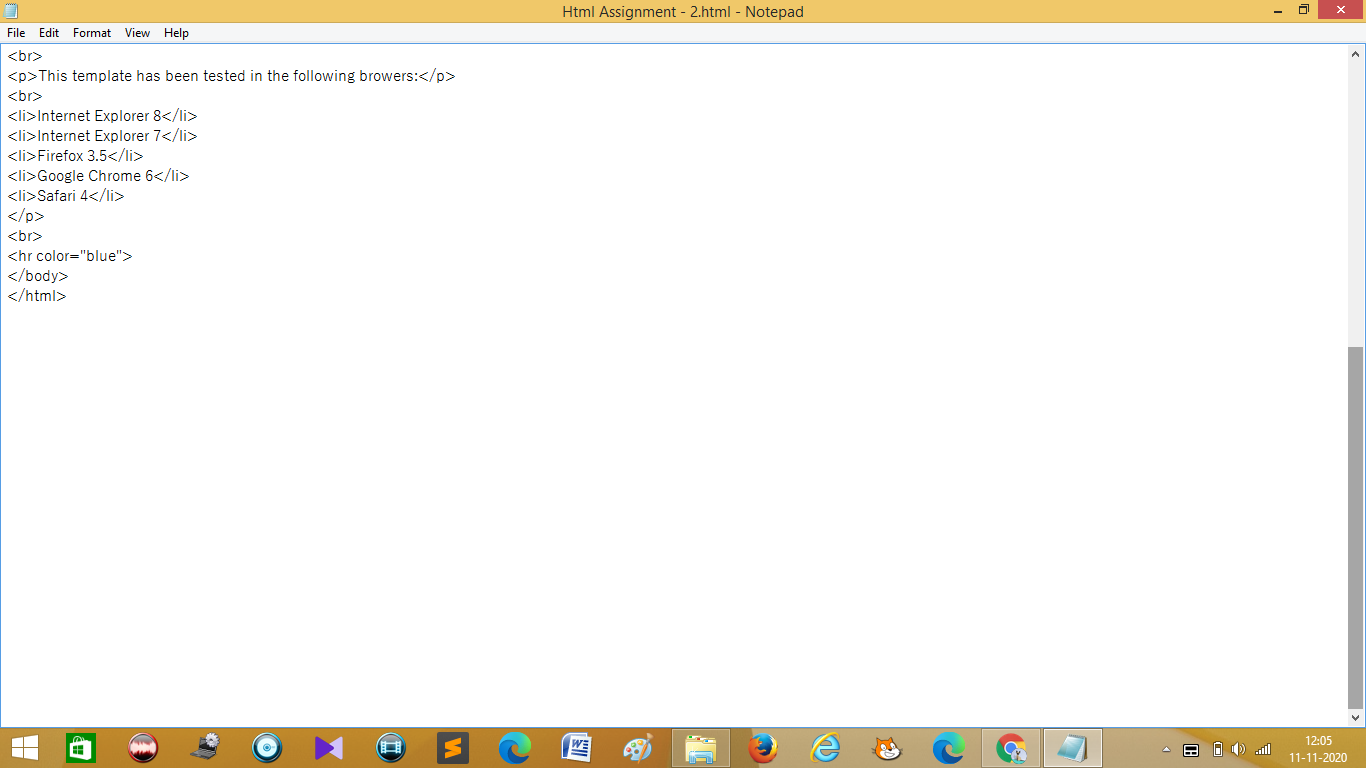 Html Assignment - 2.html - Notepad
File Edit Format View Help
<br>
<p>This template has been tested in the following browers:</p>
<br>
<li>Internet Explorer 8</li>
<li>Internet Explorer 7</li>
<li>Firefox 3.5</li>
<li>Google Chrome 6</li>
<li>Safari 4</li>
</p>
<br>
<hr color="blue">
</body>
</html>
12:05
11-11-2020